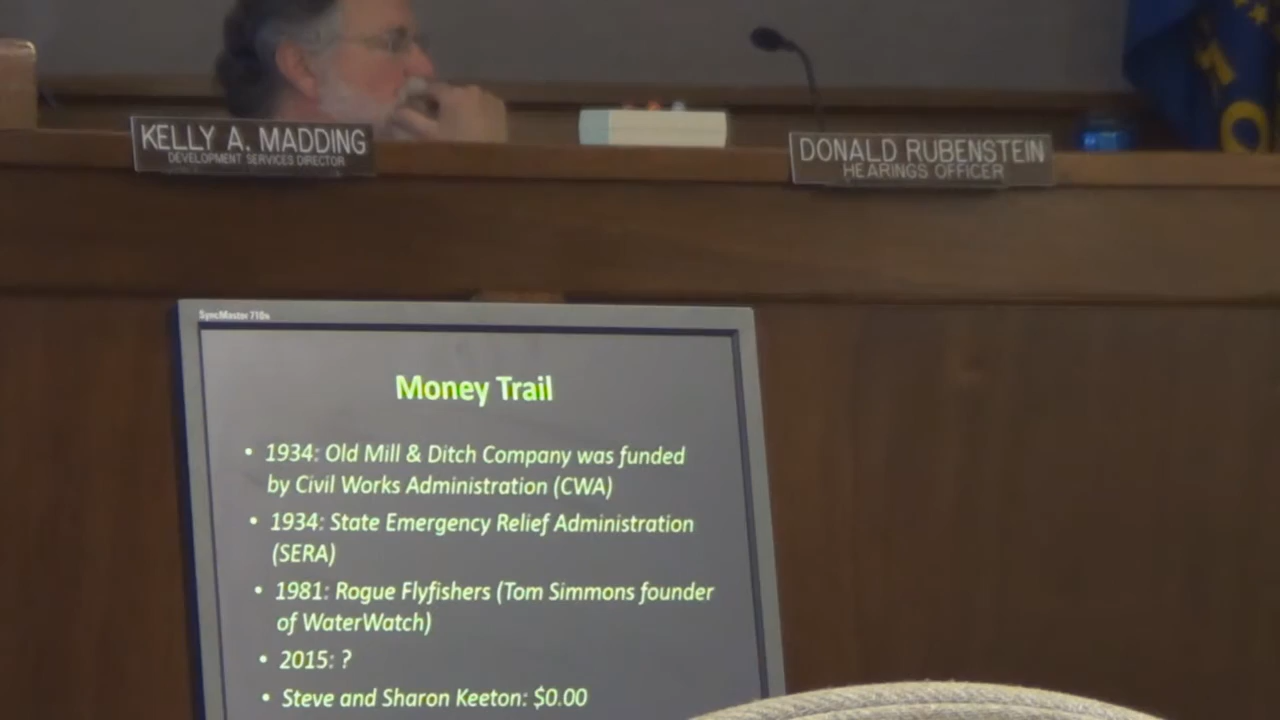 KELLY A. MADDING
DEVELOPMENT SERVICES DIRECTOR
DONALD RUBENSTEIN
HEARINGS OFFICER
SyncMaster 710n
Money Trail
• 1934: Old Mill & Ditch Company was funded
by Civil Works Administration (CWA)
• 1934: State Emergency Relief Administration
(SERA)
• 1981: Rogue Flyfishers (Tom Simmons founder
of WaterWatch)
• 2015: ?
• Steve and Sharon Keeton: $0.00